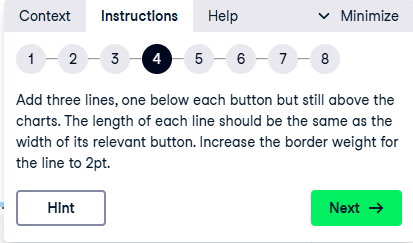 Context Instructions Help Minimize
1 2 3 4 5 6 7 8
Add three lines, one below each button but still above the
charts. The length of each line should be the same as the
width of its relevant button. Increase the border weight for
the line to 2pt.
HInt Next →